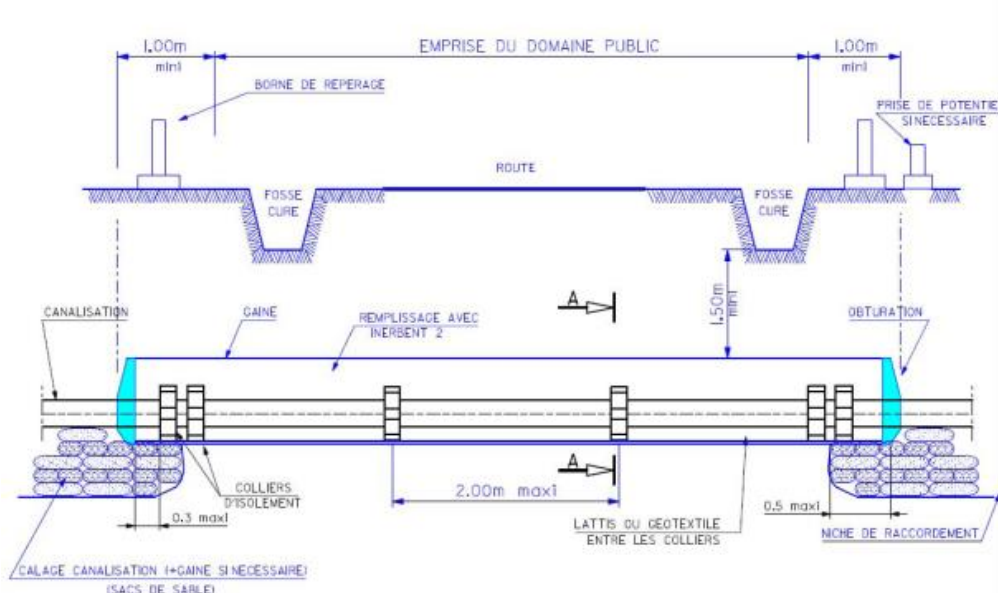 1.00m
EMPRISE DU DOMAINE PUBLIC
1.00m
mini
mini
BORNE DE REPERAGE
PRISE DE POTENTIE
SI NECESSAIRE
ROUTE
FOSSE
CURE
FOSSE
CURE
1.50m
mini
A
CANALISATION
GAINE
REMPLISSAGE AVEC
INERBENT 2
OBTURATION
A
COLLIERS
D'ISOLEMENT
2.00m maxi
0.3 maxi
LATTIS OU GEOTEXTILE
ENTRE LES COLLIERS
0.5 maxi
NICHE DE RACCORDEMENT
CALAGE CANALISATION (+GAINE SI NECESSAIRE)
(SACS DE SABLE)